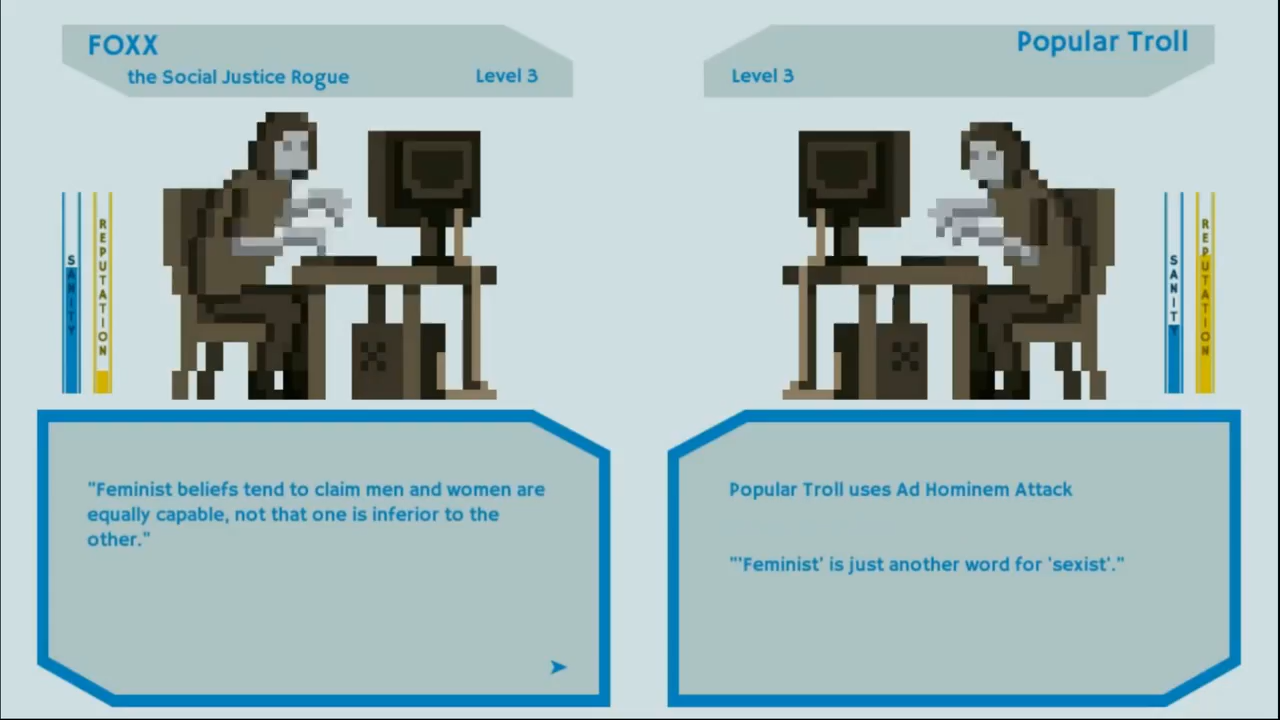 FOXX
the Social Justice Rogue
Level 3
Popular Troll
Level 3
SANITY
REPUTATION
SANITY
REPUTATION
"Feminist beliefs tend to claim men and women are
equally capable, not that one is inferior to the
other."
Popular Troll uses Ad Hominem Attack
"'Feminist' is just another word for 'sexist'."